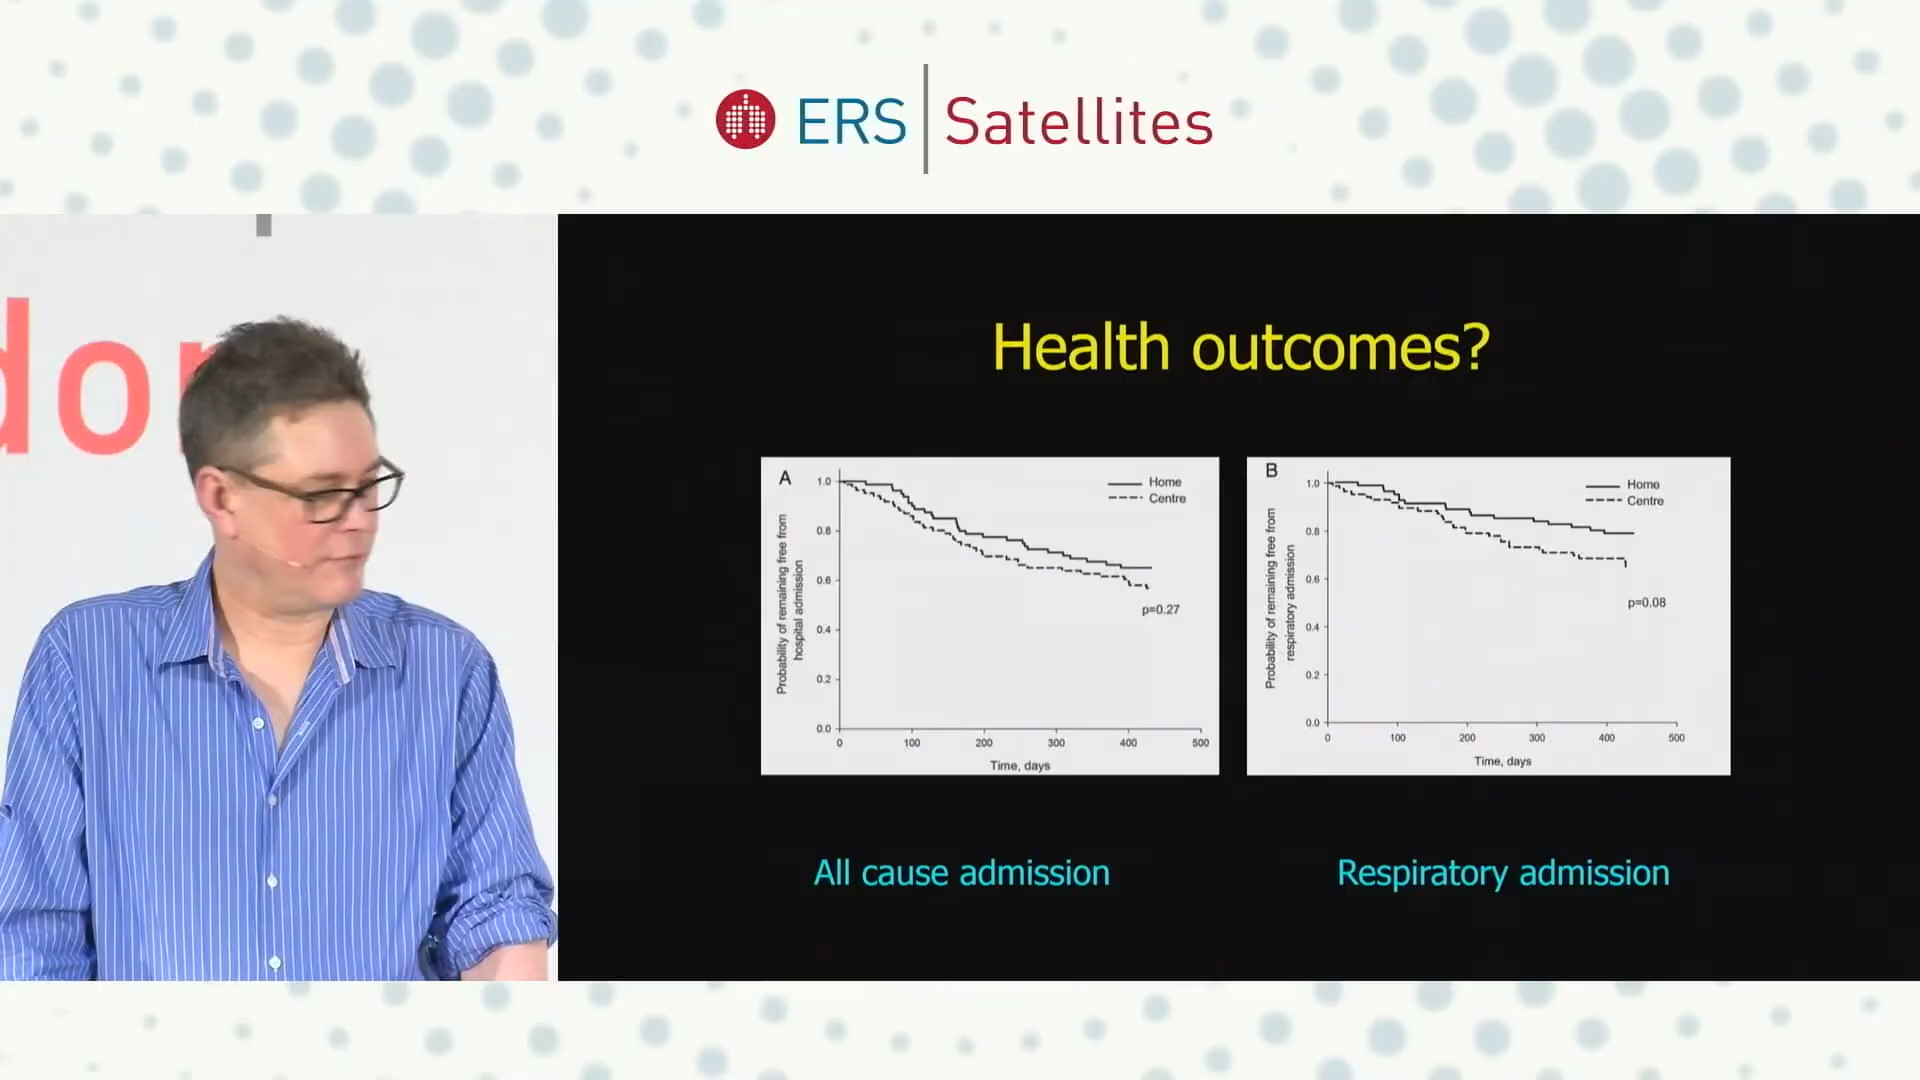 ERS Satellites
don
Health outcomes?
A
Home
Centre
Probability of remaining free from
hospital admission
1.0
0.8
0.6
0.4
0.2
0.0
p=0.27
0 100 200 300 400 500
Time, days
B
Home
Centre
Probability of remaining free from
respiratory admission
1.0
0.8
0.6
0.4
0.2
0.0
p=0.08
0 100 200 300 400 500
Time, days
All cause admission
Respiratory admission